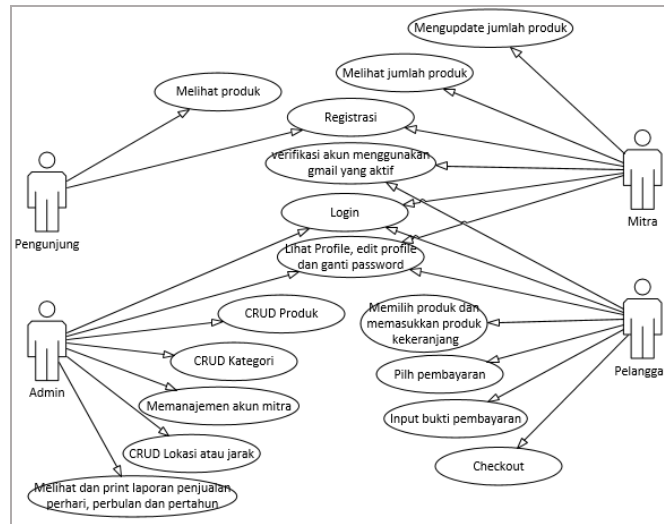 Mengupdate jumlah produk
Melihat jumlah produk
Melihat produk
Registrasi
verifikasi akun menggunakan
gmail yang aktif
Mitra
Pengunjung
Login
Lihat Profile, edit profile
dan ganti password
CRUD Produk
Memilih produk dan
memasukkan produk
kekeranjang
CRUD Kategori
Pilh pembayaran
Pelangga
Admin
Memanajemen akun mitra
Input bukti pembayaran
CRUD Lokasi atau jarak
Checkout
Melihat dan print laporan penjualan
perhari, perbulan dan pertahun